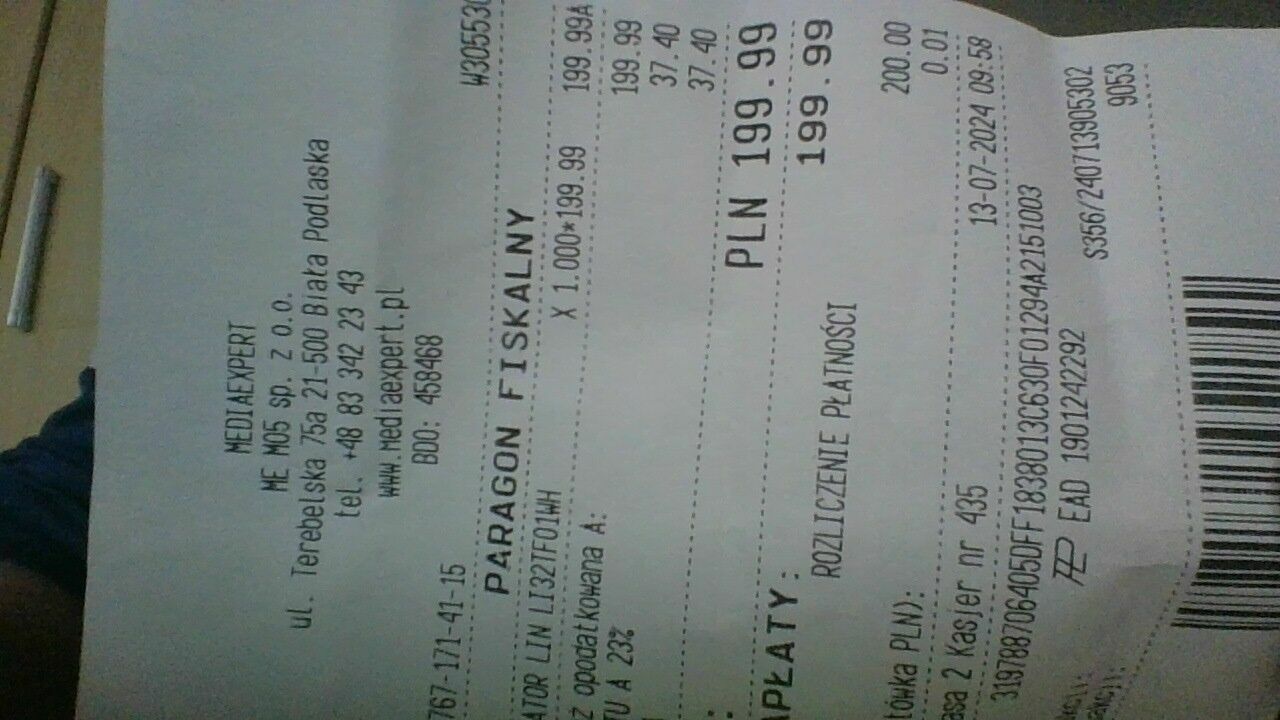 MEDIAEXPERT
ME M05 sp. Z o.o.
ul. Terebelska 75a 21-500 Biała Podlaska
tel. +48 83 342 23 43
www.mediaexpert.pl
BDO: 458468
767-171-41-15 W305530
PARAGON FISKALNY
ATOR LIN LI32TF01WH
X 1.000*199.99 199.99A
z opodatkowana A: 199.99
TU A 23% 37.40
37.40
PLN 199.99
APŁATY: 199.99
ROZLICZENIE PŁATNOŚCI
tówka PLN): 200.00
0.01
asa 2 Kasjer nr 435 13-07-2024 09:58
319788706405DFF1838013C630F01294A2151003
EAD 1901242292
S356/240713905302
9053